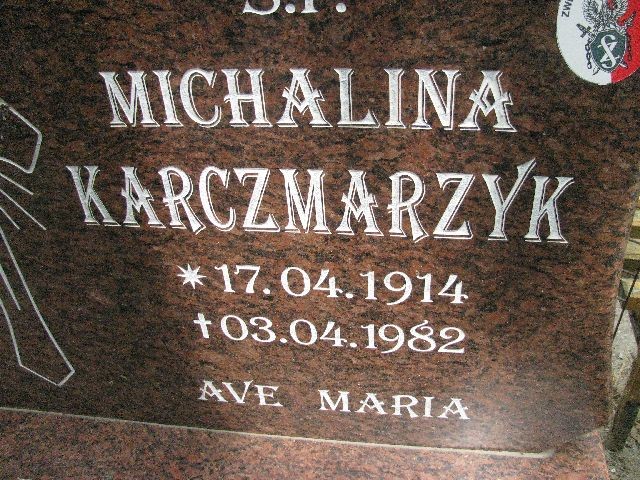 Ś.P.
MICHALINA
KARCZMARZYK
* 17.04.1914
† 03.04.1982
AVE MARIA